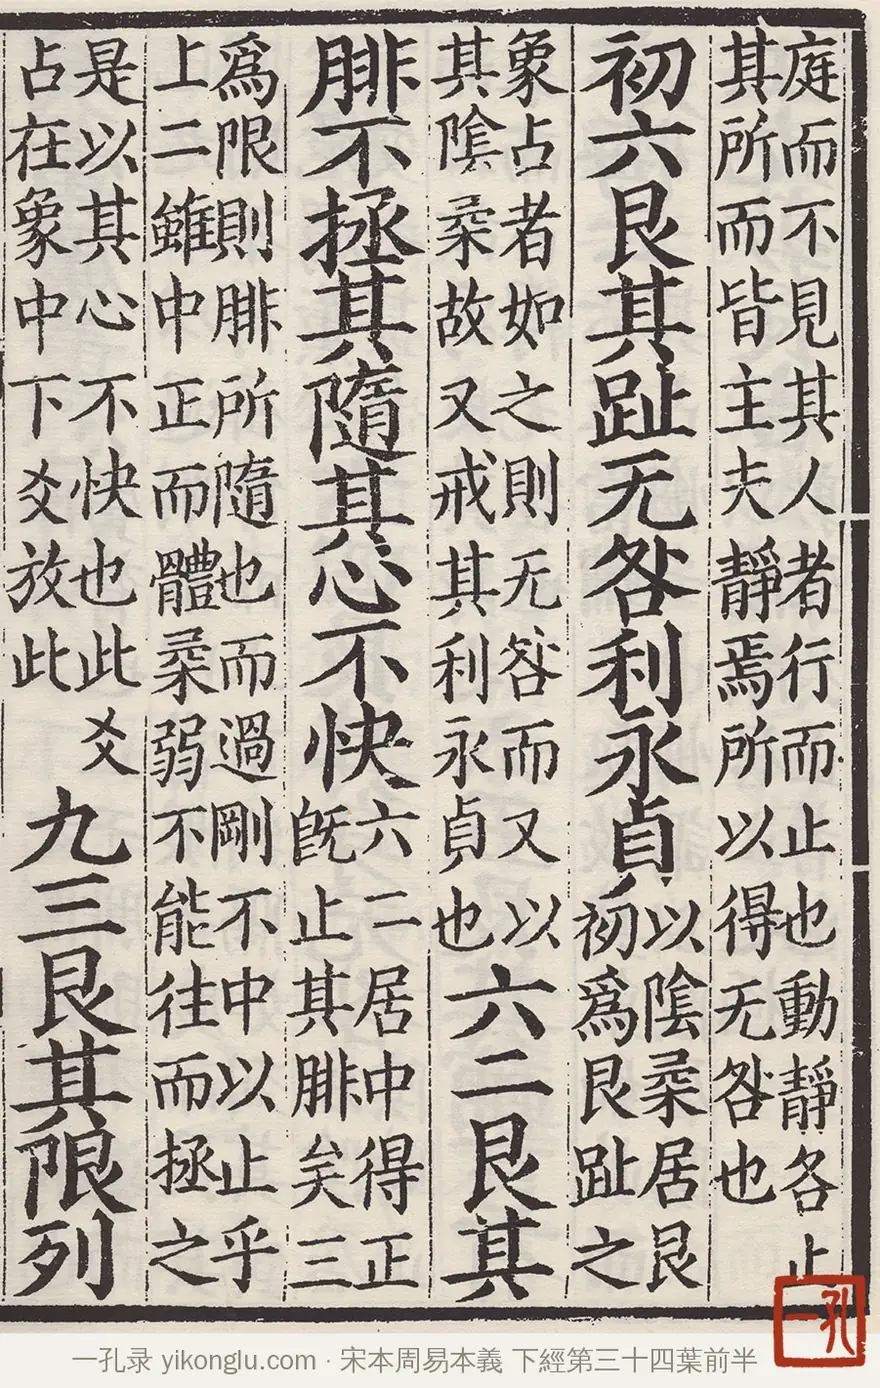 庭而不見其人者行而止也動靜各止
其所而皆主夫靜焉所以得无咎也
初六艮其趾无咎利永貞
以陰柔居艮
初爲艮趾之
象占者如之則无咎而又以
其陰柔故又戒其利永貞也
六二艮其
腓不拯其隨其心不快
六二居中得正
旣止其腓矣三
爲限則腓所隨也而過剛不中以止乎
上二雖中正而體柔弱不能往而拯之
是以其心不快也此爻
占在象中下爻放此
九三艮其限列
一孔
一孔录 yikonglu.com · 宋本周易本義 下經第三十四葉前半